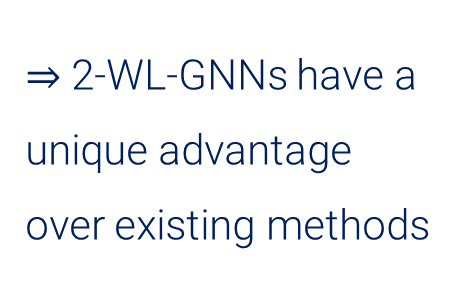 ⇒ 2-WL-GNNs have a
unique advantage
over existing methods